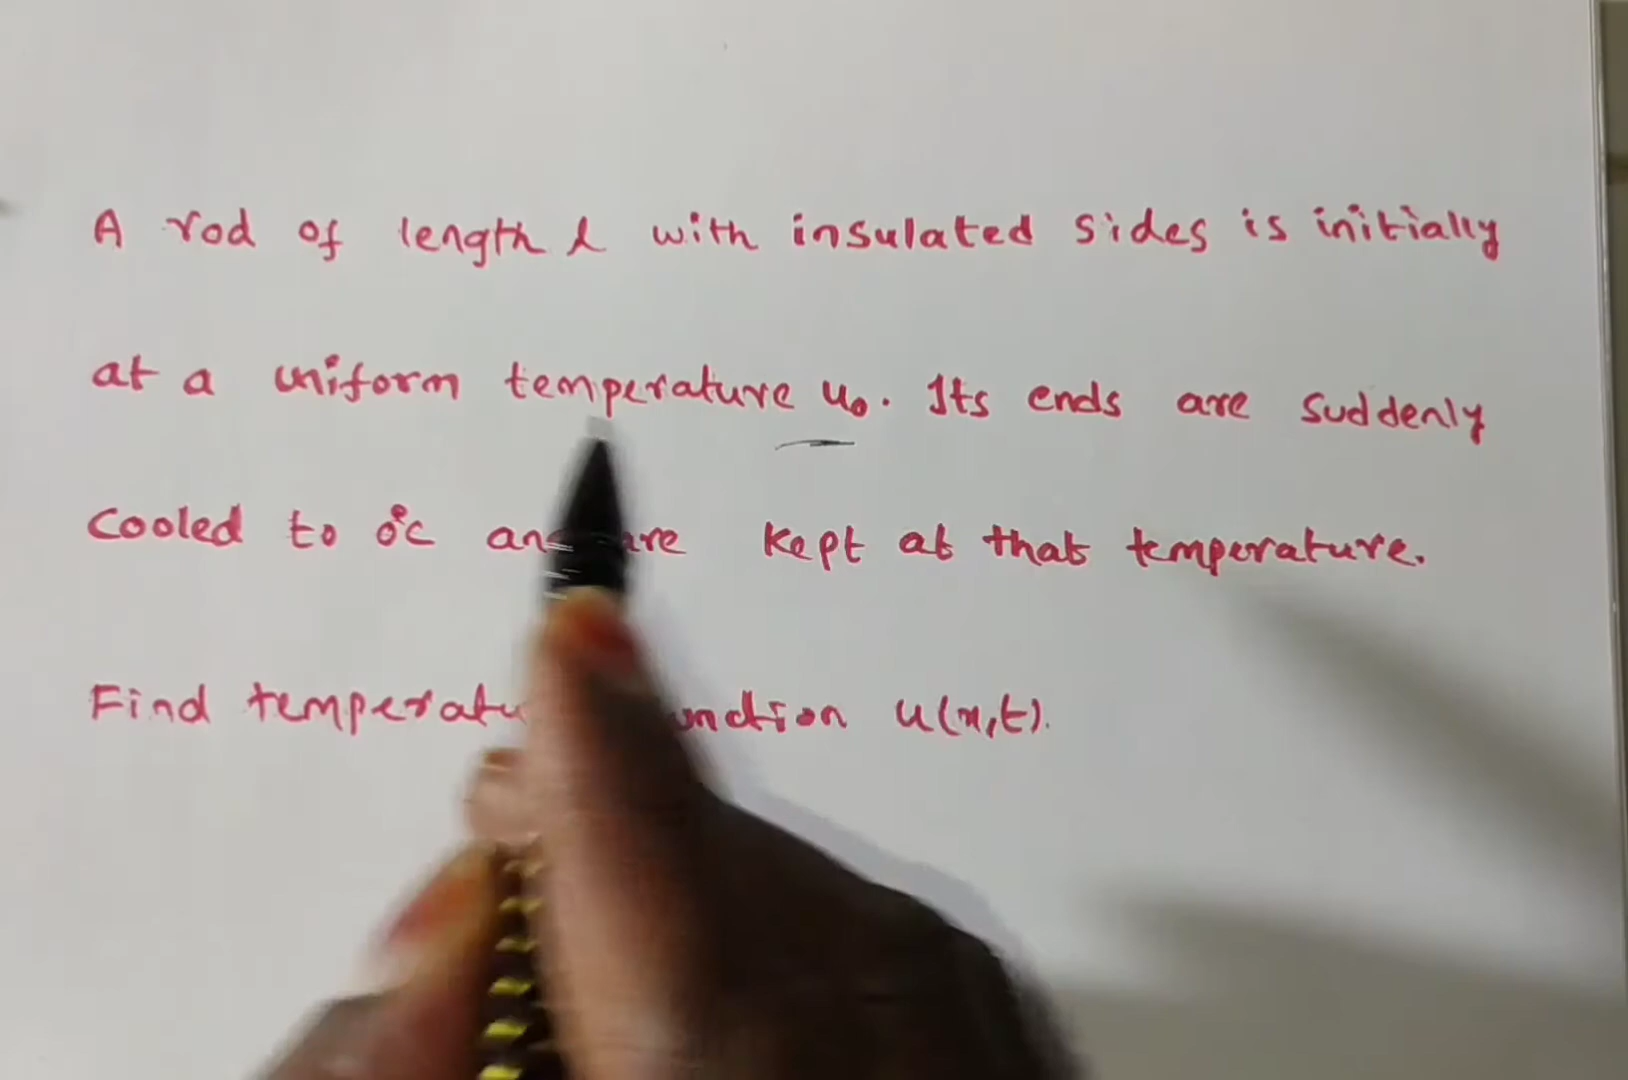 A rod of length l with insulated sides is initially
at a uniform temperature u₀. Its ends are suddenly
cooled to 0°c are kept at that temperature.
Find u(x,t).